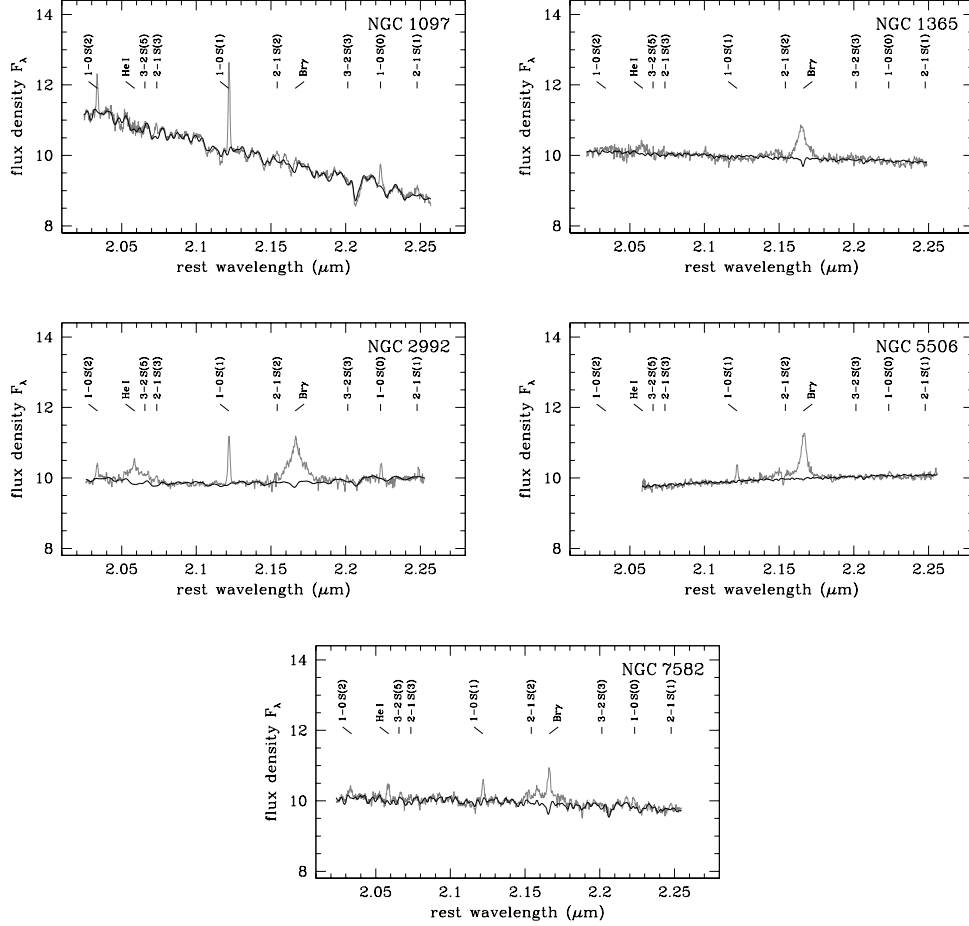 NGC 1097
1-0S(2)
He I
3-2S(5)
2-1S(3)
1-0S(1)
2-1S(2)
Brγ
3-2S(3)
1-0S(0)
2-1S(1)
flux density Fλ
14
12
10
8
2.05 2.1 2.15 2.2 2.25
rest wavelength (μm)
NGC 1365
1-0S(2)
He I
3-2S(5)
2-1S(3)
1-0S(1)
2-1S(2)
Brγ
3-2S(3)
1-0S(0)
2-1S(1)
flux density Fλ
14
12
10
8
2.05 2.1 2.15 2.2 2.25
rest wavelength (μm)
NGC 2992
1-0S(2)
He I
3-2S(5)
2-1S(3)
1-0S(1)
2-1S(2)
Brγ
3-2S(3)
1-0S(0)
2-1S(1)
flux density Fλ
14
12
10
8
2.05 2.1 2.15 2.2 2.25
rest wavelength (μm)
NGC 5506
1-0S(2)
He I
3-2S(5)
2-1S(3)
1-0S(1)
2-1S(2)
Brγ
3-2S(3)
1-0S(0)
2-1S(1)
flux density Fλ
14
12
10
8
2.05 2.1 2.15 2.2 2.25
rest wavelength (μm)
NGC 7582
1-0S(2)
He I
3-2S(5)
2-1S(3)
1-0S(1)
2-1S(2)
Brγ
3-2S(3)
1-0S(0)
2-1S(1)
flux density Fλ
14
12
10
8
2.05 2.1 2.15 2.2 2.25
rest wavelength (μm)